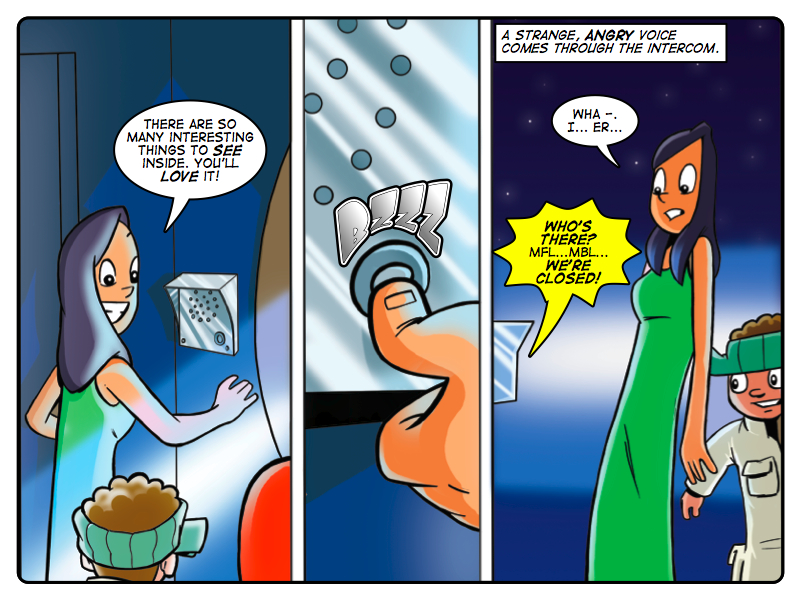 THERE ARE SO
MANY INTERESTING
THINGS TO SEE
INSIDE. YOU'LL
LOVE IT!
BZZZ
A STRANGE, ANGRY VOICE
COMES THROUGH THE INTERCOM.
WHA –.
I... ER...
WHO'S
THERE?
MFL...MBL...
WE'RE
CLOSED!